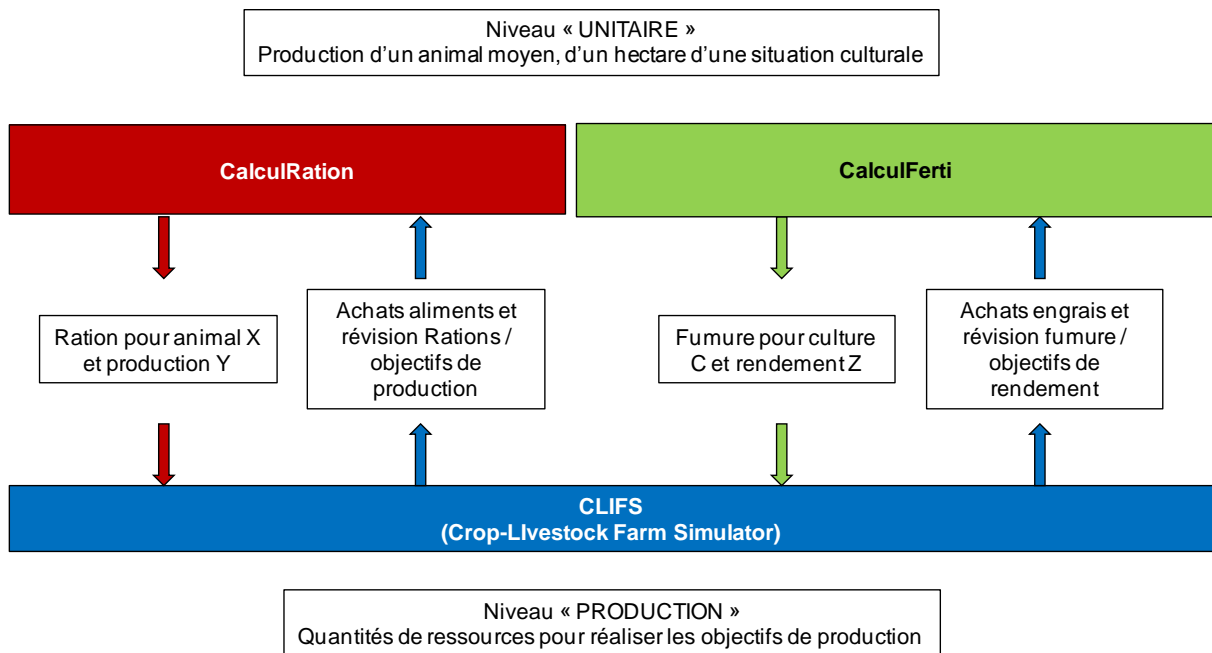 Niveau « UNITAIRE »
Production d’un animal moyen, d’un hectare d’une situation culturale
CalculRation
CalculFerti
Ration pour animal X
et production Y
Achats aliments et
révision Rations /
objectifs de
production
Fumure pour culture
C et rendement Z
Achats engrais et
révision fumure /
objectifs de
rendement
CLIFS
(Crop-LIvestock Farm Simulator)
Niveau « PRODUCTION »
Quantités de ressources pour réaliser les objectifs de production